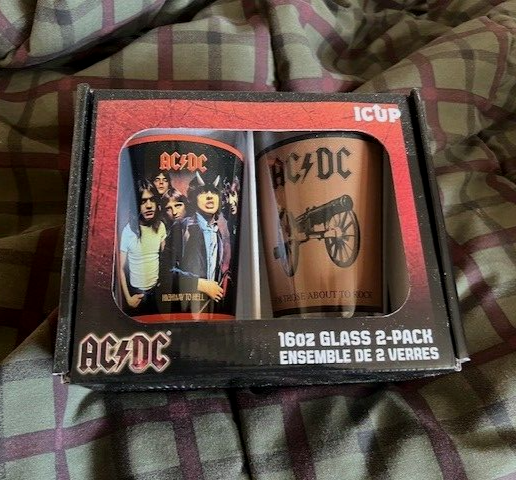 ICUP
AC⚡DC
HIGHWAY TO HELL
AC⚡DC
THOSE ABOUT TO ROCK
AC⚡DC®
16oz GLASS 2-PACK
ENSEMBLE DE 2 VERRES